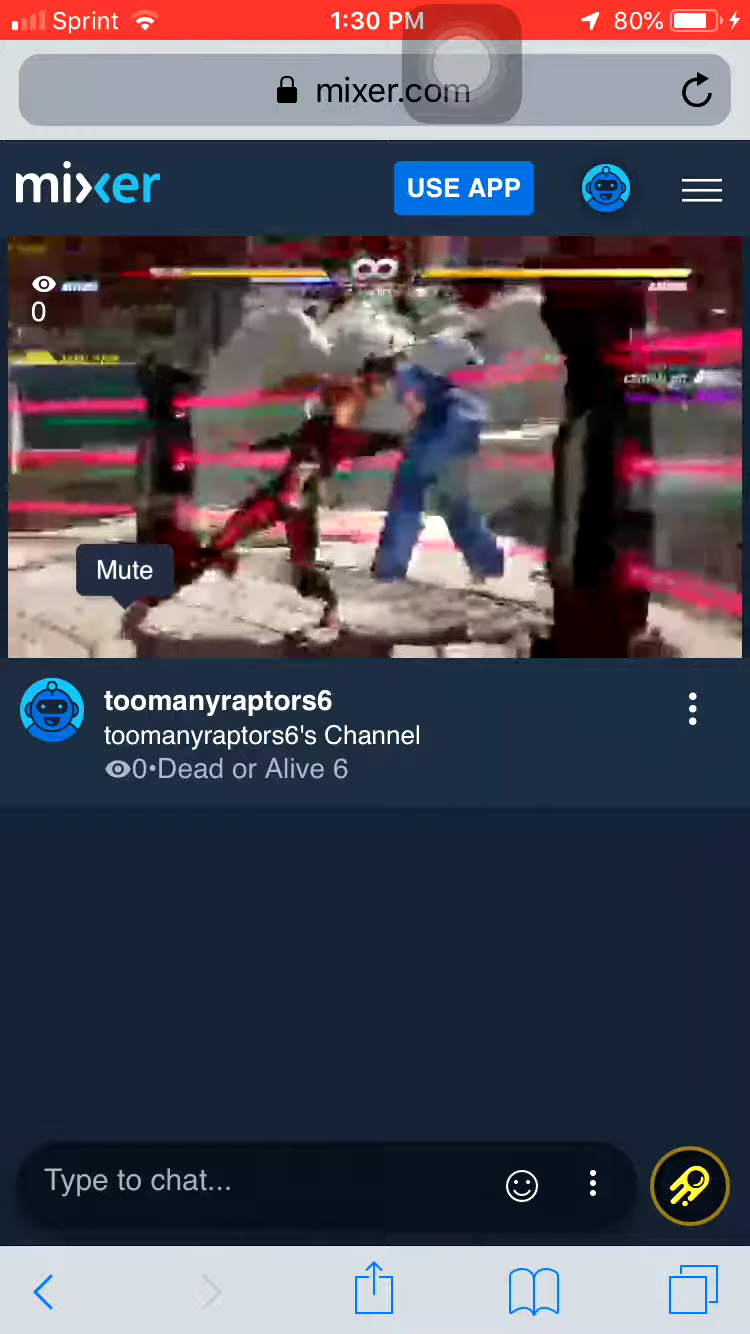 Sprint 1:30 PM 80%
mixer.com
mixer USE APP
0
Mute
toomanyraptors6
toomanyraptors6's Channel
0•Dead or Alive 6
Type to chat...